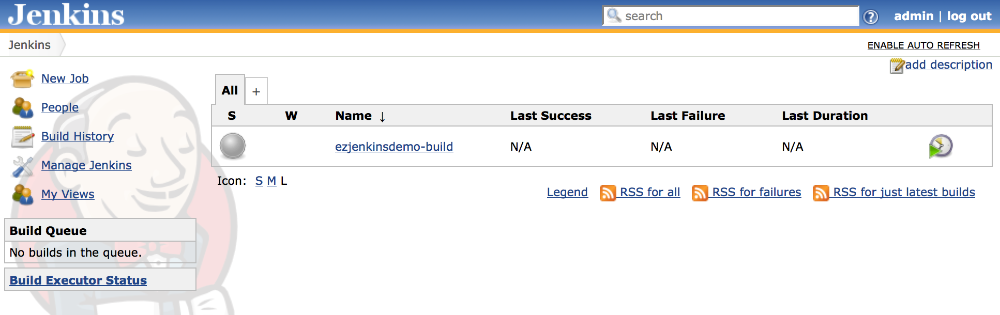 Jenkins
search
admin | log out
Jenkins
ENABLE AUTO REFRESH
add description
New Job
People
Build History
Manage Jenkins
My Views
Build Queue
No builds in the queue.
Build Executor Status
All +
S W Name ↓ Last Success Last Failure Last Duration
ezjenkinsdemo-build N/A N/A N/A
Icon: S M L
Legend RSS for all RSS for failures RSS for just latest builds